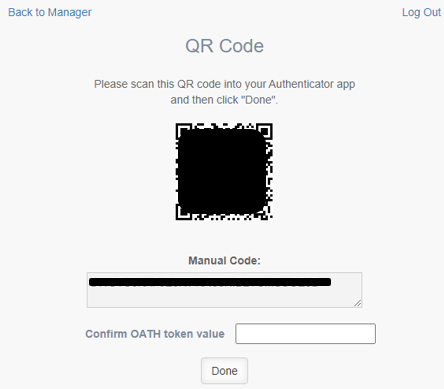 Back to Manager
Log Out
QR Code
Please scan this QR code into your Authenticator app
and then click "Done".
Manual Code:
Confirm OATH token value
Done